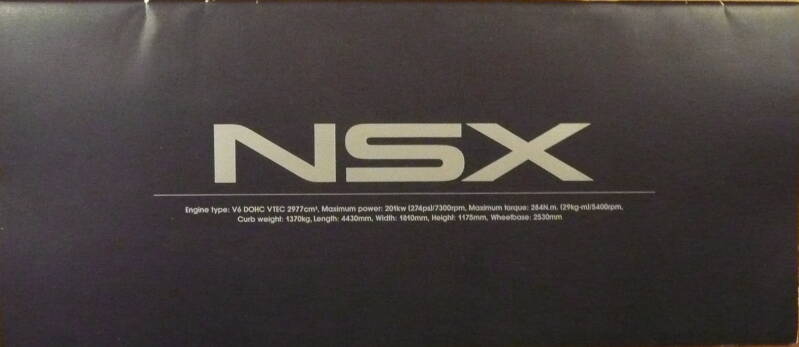 NSX
Engine type: V6 DOHC VTEC 2977cm³, Maximum power: 201kw (274ps)/7300rpm, Maximum torque: 284N.m. (29kg-m)/5400rpm,
Curb weight: 1370kg, Length: 4430mm, Width: 1810mm, Height: 1175mm, Wheelbase: 2530mm